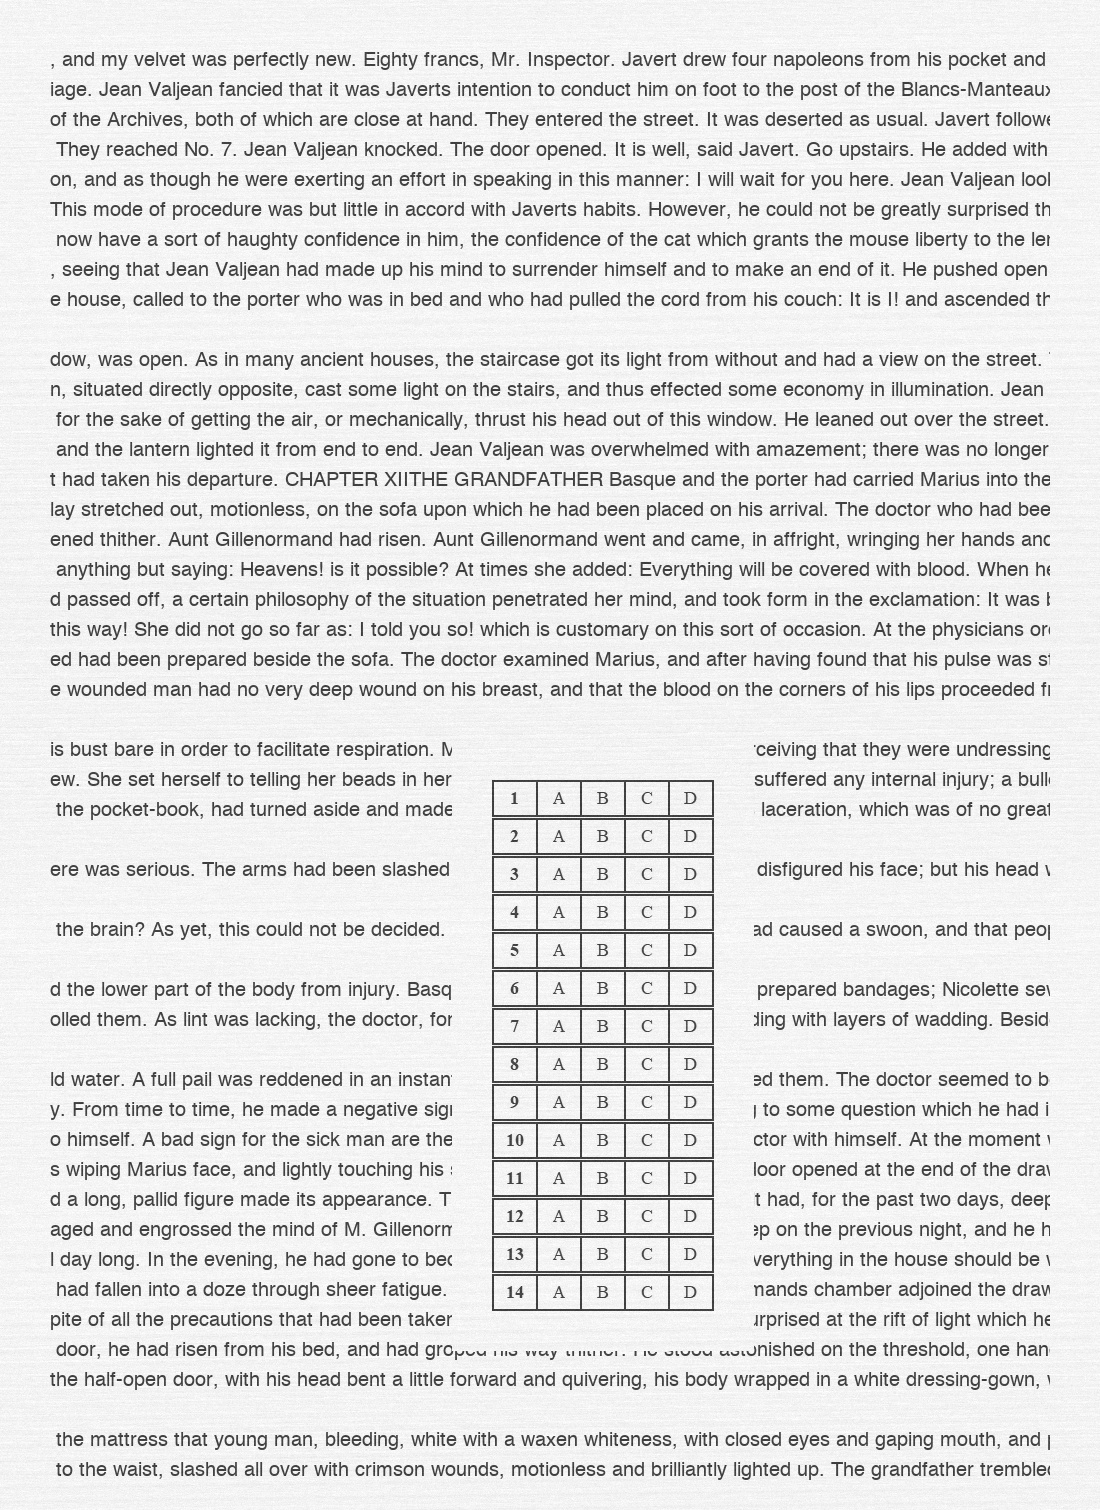 , and my velvet was perfectly new. Eighty francs, Mr. Inspector. Javert drew four napoleons from his pocket and
iage. Jean Valjean fancied that it was Javerts intention to conduct him on foot to the post of the Blancs-Manteaux
of the Archives, both of which are close at hand. They entered the street. It was deserted as usual. Javert followe
They reached No. 7. Jean Valjean knocked. The door opened. It is well, said Javert. Go upstairs. He added with
on, and as though he were exerting an effort in speaking in this manner: I will wait for you here. Jean Valjean loo
This mode of procedure was but little in accord with Javerts habits. However, he could not be greatly surprised th
now have a sort of haughty confidence in him, the confidence of the cat which grants the mouse liberty to the le
, seeing that Jean Valjean had made up his mind to surrender himself and to make an end of it. He pushed open
e house, called to the porter who was in bed and who had pulled the cord from his couch: It is I! and ascended th
dow, was open. As in many ancient houses, the staircase got its light from without and had a view on the street.
n, situated directly opposite, cast some light on the stairs, and thus effected some economy in illumination. Jean
for the sake of getting the air, or mechanically, thrust his head out of this window. He leaned out over the street.
and the lantern lighted it from end to end. Jean Valjean was overwhelmed with amazement; there was no longer
t had taken his departure. CHAPTER XIITHE GRANDFATHER Basque and the porter had carried Marius into the
lay stretched out, motionless, on the sofa upon which he had been placed on his arrival. The doctor who had bee
ened thither. Aunt Gillenormand had risen. Aunt Gillenormand went and came, in affright, wringing her hands and
anything but saying: Heavens! is it possible? At times she added: Everything will be covered with blood. When he
d passed off, a certain philosophy of the situation penetrated her mind, and took form in the exclamation: It was
this way! She did not go so far as: I told you so! which is customary on this sort of occasion. At the physicians or
ed had been prepared beside the sofa. The doctor examined Marius, and after having found that his pulse was st
e wounded man had no very deep wound on his breast, and that the blood on the corners of his lips proceeded f
is bust bare in order to facilitate respiration. M ceiving that they were undressing
ew. She set herself to telling her beads in her suffered any internal injury; a bull
the pocket-book, had turned aside and made laceration, which was of no great
ere was serious. The arms had been slashed disfigured his face; but his head
the brain? As yet, this could not be decided. ad caused a swoon, and that peop
d the lower part of the body from injury. Basq prepared bandages; Nicolette se
olled them. As lint was lacking, the doctor, for ding with layers of wadding. Besid
ld water. A full pail was reddened in an instan ed them. The doctor seemed to b
y. From time to time, he made a negative sig to some question which he had i
o himself. A bad sign for the sick man are the ctor with himself. At the moment
s wiping Marius face, and lightly touching his loor opened at the end of the dra
d a long, pallid figure made its appearance. T t had, for the past two days, deep
aged and engrossed the mind of M. Gillenorm ep on the previous night, and he h
l day long. In the evening, he had gone to bed verything in the house should be
had fallen into a doze through sheer fatigue. mands chamber adjoined the draw
pite of all the precautions that had been taken urprised at the rift of light which he
door, he had risen from his bed, and had groped his way thither. He stood astonished on the threshold, one han
the half-open door, with his head bent a little forward and quivering, his body wrapped in a white dressing-gown,
the mattress that young man, bleeding, white with a waxen whiteness, with closed eyes and gaping mouth, and
to the waist, slashed all over with crimson wounds, motionless and brilliantly lighted up. The grandfather trembled
1 A B C D
2 A B C D
3 A B C D
4 A B C D
5 A B C D
6 A B C D
7 A B C D
8 A B C D
9 A B C D
10 A B C D
11 A B C D
12 A B C D
13 A B C D
14 A B C D